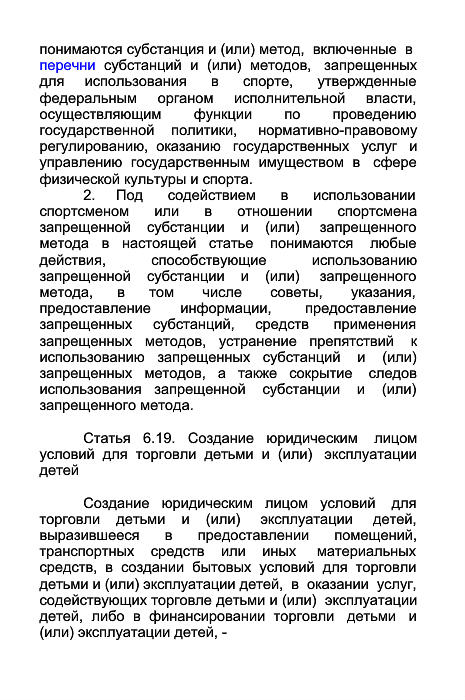 понимаются субстанция и (или) метод, включенные в
перечни субстанций и (или) методов, запрещенных
для использования в спорте, утвержденные
федеральным органом исполнительной власти,
осуществляющим функции по проведению
государственной политики, нормативно-правовому
регулированию, оказанию государственных услуг и
управлению государственным имуществом в сфере
физической культуры и спорта.
2. Под содействием в использовании
спортсменом или в отношении спортсмена
запрещенной субстанции и (или) запрещенного
метода в настоящей статье понимаются любые
действия, способствующие использованию
запрещенной субстанции и (или) запрещенного
метода, в том числе советы, указания,
предоставление информации, предоставление
запрещенных субстанций, средств применения
запрещенных методов, устранение препятствий к
использованию запрещенных субстанций и (или)
запрещенных методов, а также сокрытие следов
использования запрещенной субстанции и (или)
запрещенного метода.
Статья 6.19. Создание юридическим лицом
условий для торговли детьми и (или) эксплуатации
детей
Создание юридическим лицом условий для
торговли детьми и (или) эксплуатации детей,
выразившееся в предоставлении помещений,
транспортных средств или иных материальных
средств, в создании бытовых условий для торговли
детьми и (или) эксплуатации детей, в оказании услуг,
содействующих торговле детьми и (или) эксплуатации
детей, либо в финансировании торговли детьми и
(или) эксплуатации детей, -